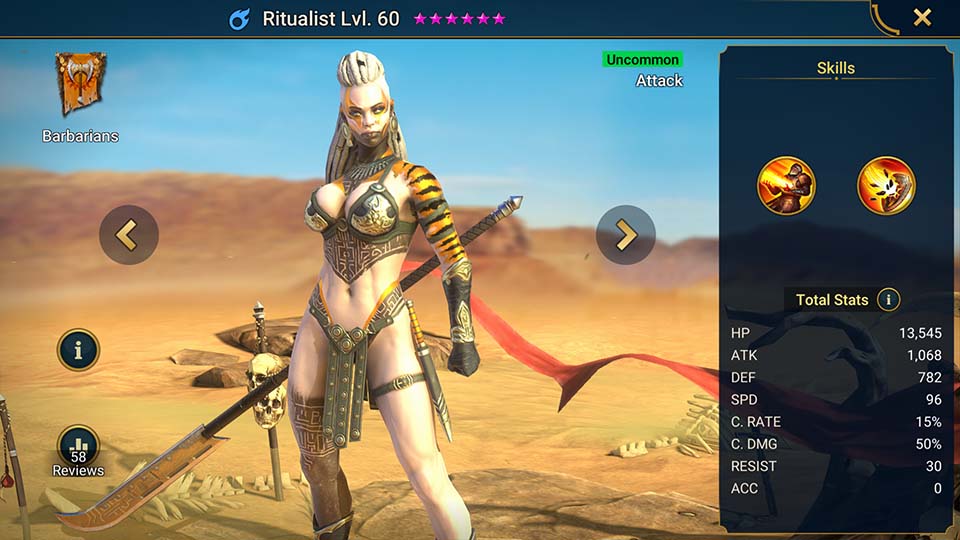 Ritualist Lvl. 60
Barbarians
Uncommon
Attack
58
Reviews
Skills
Total Stats i
HP 13,545
ATK 1,068
DEF 782
SPD 96
C. RATE 15%
C. DMG 50%
RESIST 30
ACC 0